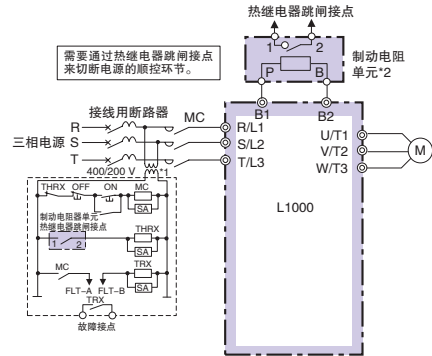 热继电器跳闸接点
需要通过热继电器跳闸接点
来切断电源的顺控环节。
1 2
P B
制动电阻
单元*2
B1 B2
接线用断路器
MC
三相电源
R R/L1
S S/L2
T T/L3
U/T1
V/T2
W/T3
M
L1000
400/200 V *1
THRX OFF ON MC
SA
制动电阻器单元
热继电器跳闸接点
1 2
THRX
SA
MC
TRX
SA
FLT-A FLT-B
TRX
故障接点